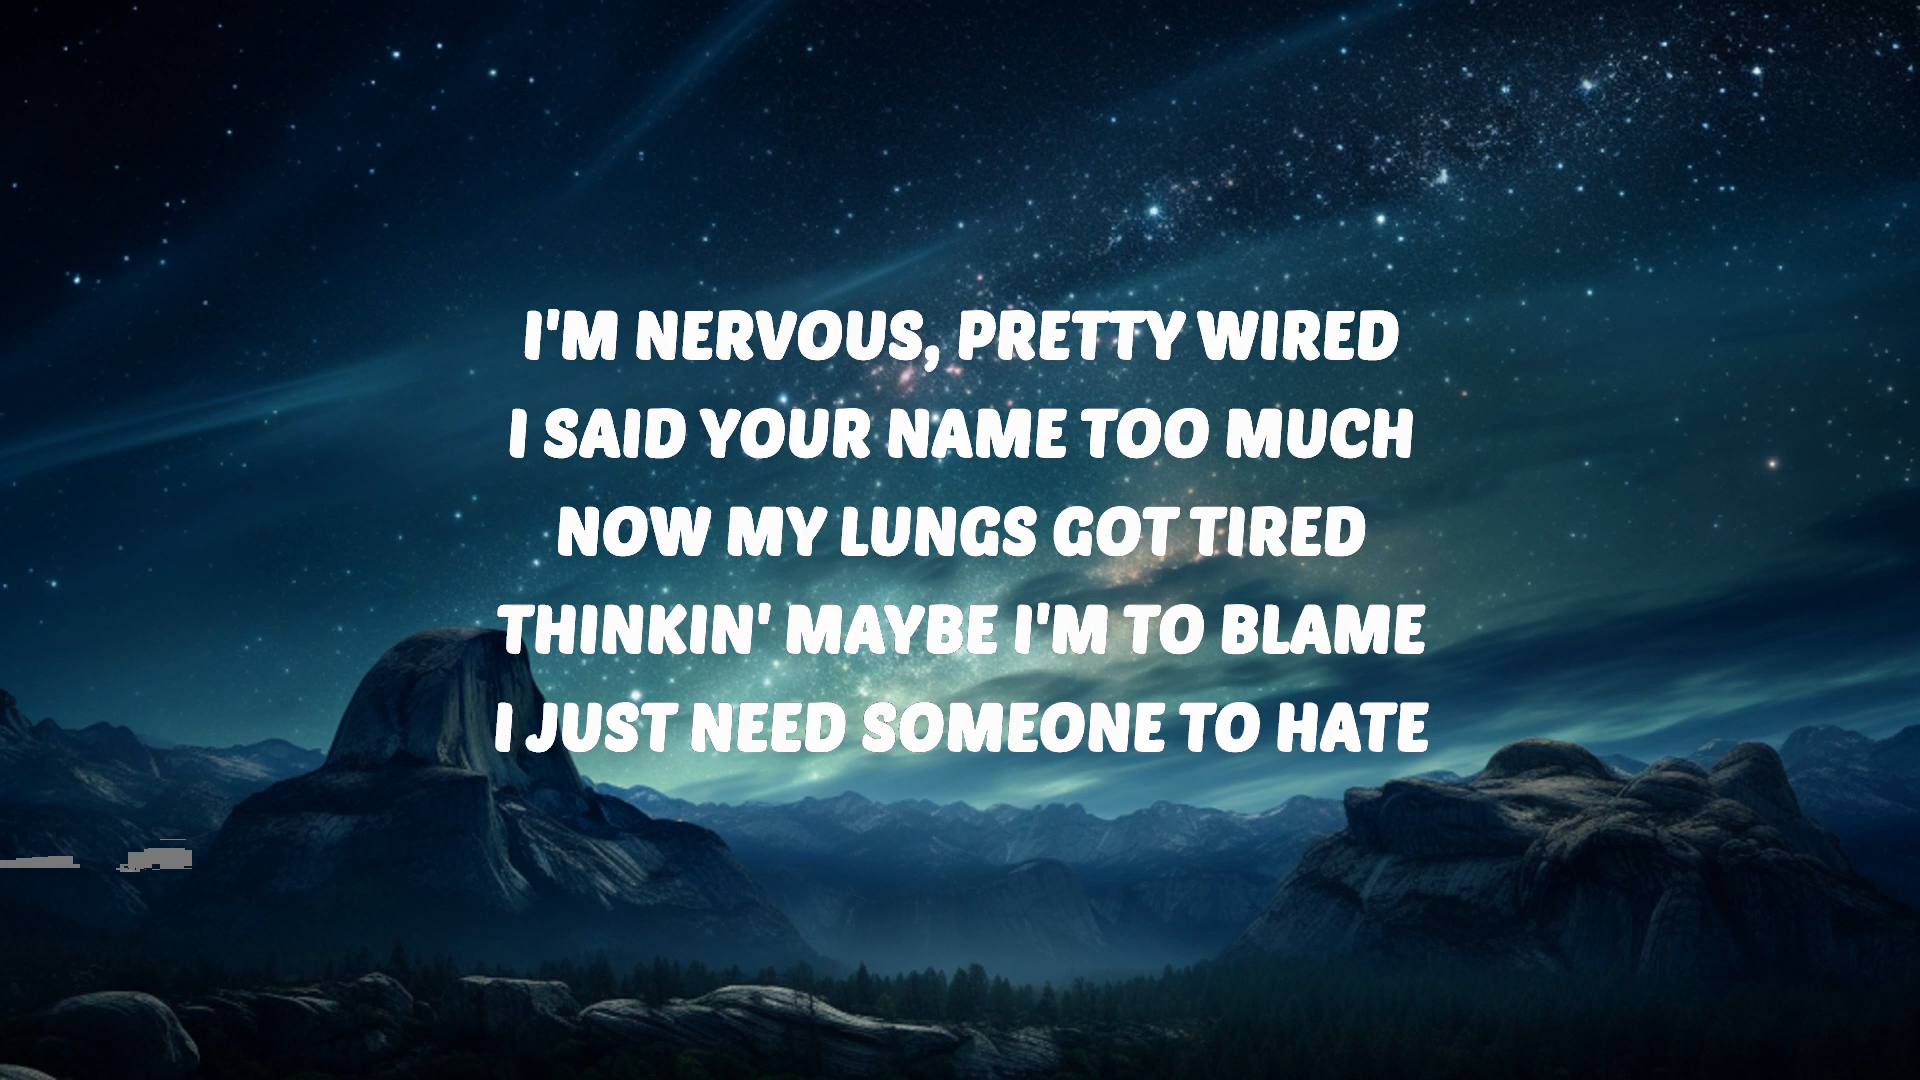 I'M NERVOUS, PRETTY WIRED
I SAID YOUR NAME TOO MUCH
NOW MY LUNGS GOT TIRED
THINKIN' MAYBE I'M TO BLAME
I JUST NEED SOMEONE TO HATE